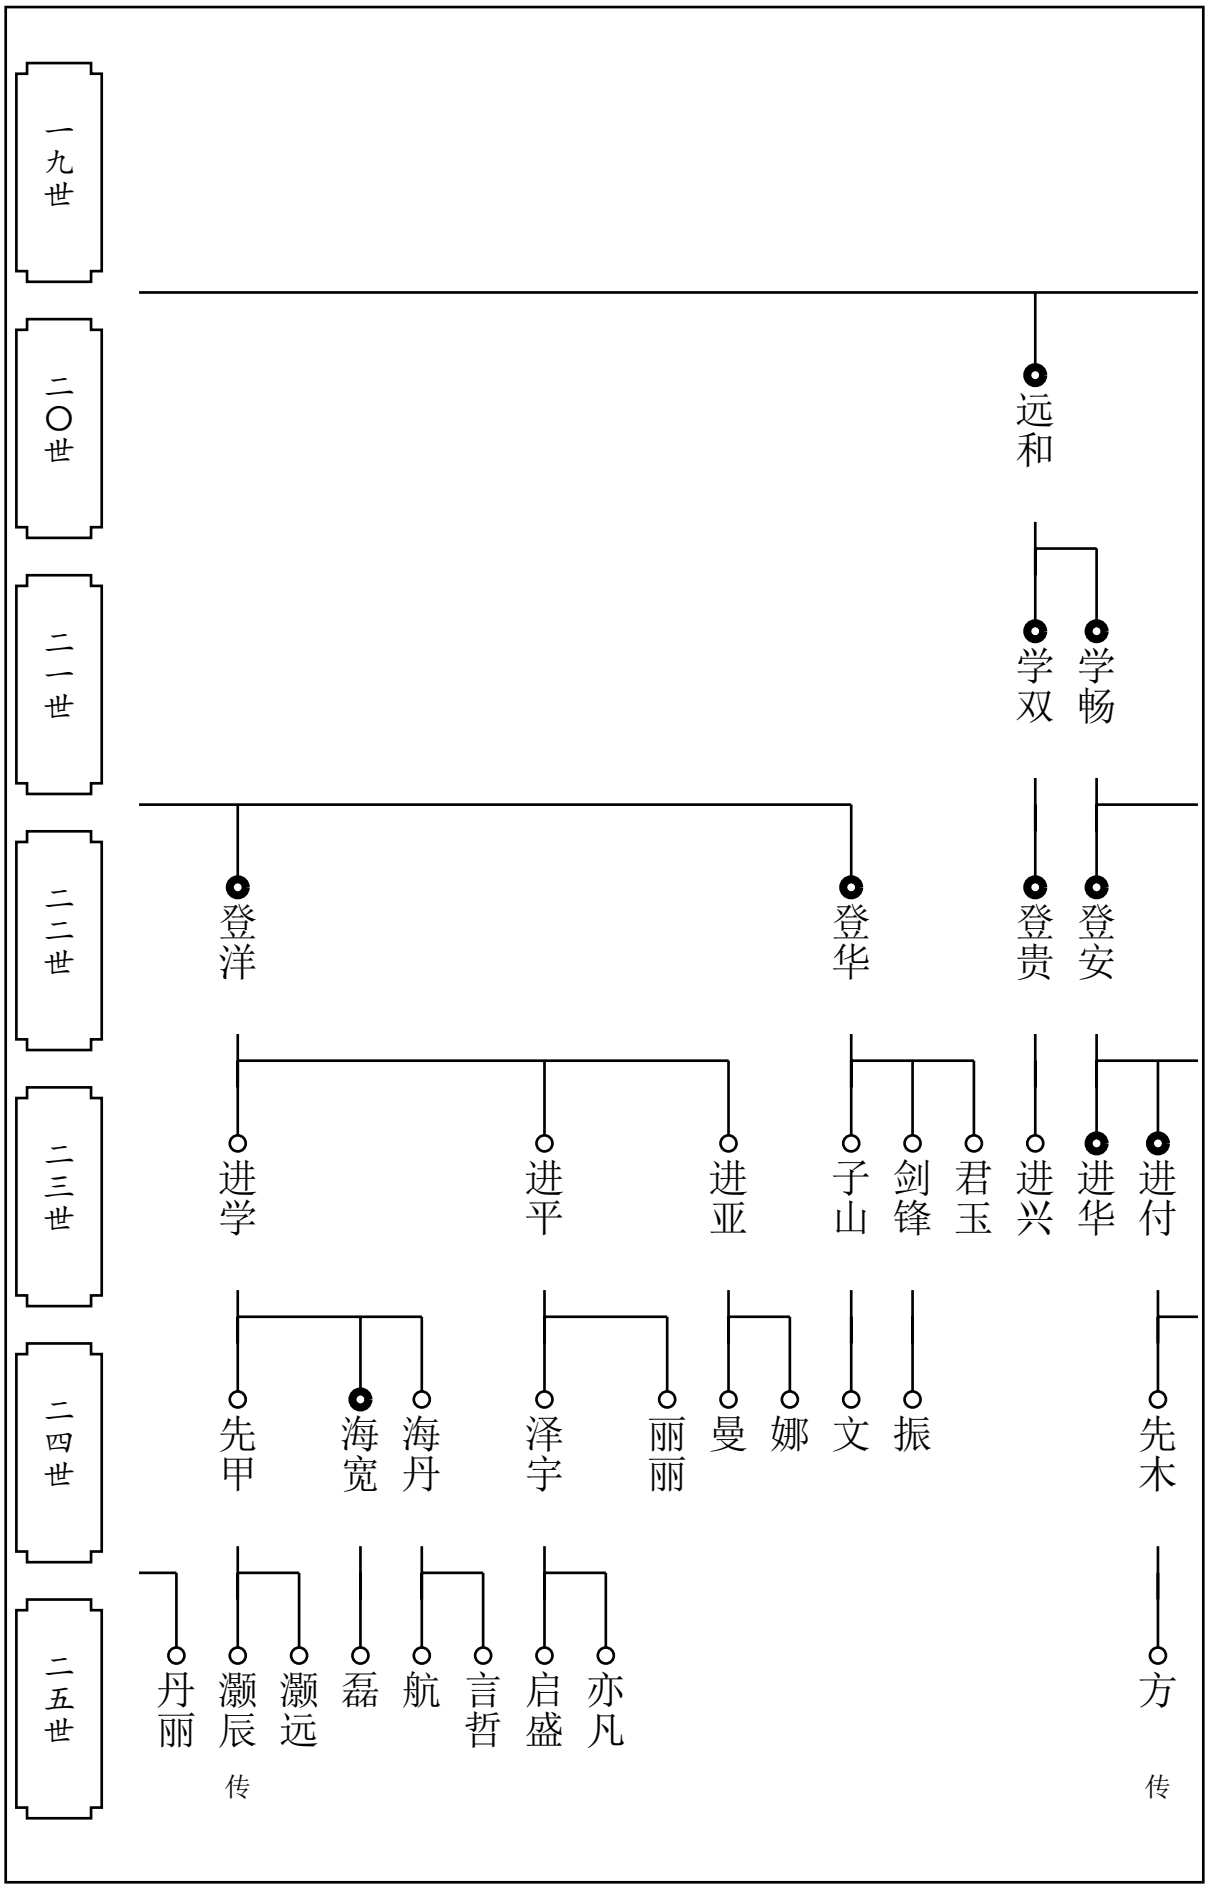 一九世
二〇世
远和
二一世
学双
学畅
二二世
登洋
登华
登贵
登安
二三世
进学
进平
进亚
子山
剑锋
君玉
进兴
进华
进付
二四世
先甲
海宽
海丹
泽宇
丽丽
曼
娜
文
振
先木
二五世
丹丽
灏辰
灏远
磊
航
言哲
启盛
亦凡
方
传
传